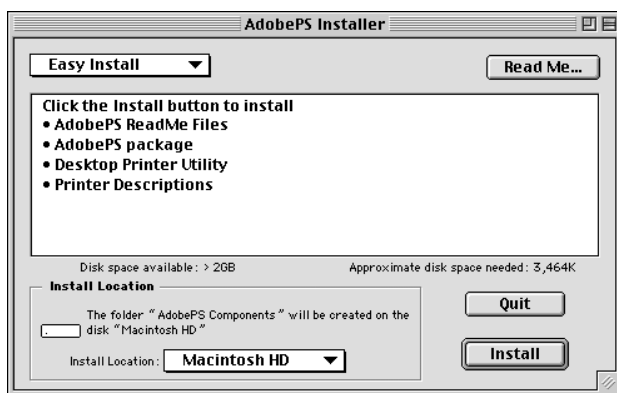 AdobePS Installer
Easy Install
Read Me...
Click the Install button to install
• AdobePS ReadMe Files
• AdobePS package
• Desktop Printer Utility
• Printer Descriptions
Disk space available: > 2GB
Approximate disk space needed: 3,464K
Install Location
The folder "AdobePS Components" will be created on the
disk "Macintosh HD"
Install Location: Macintosh HD
Quit
Install